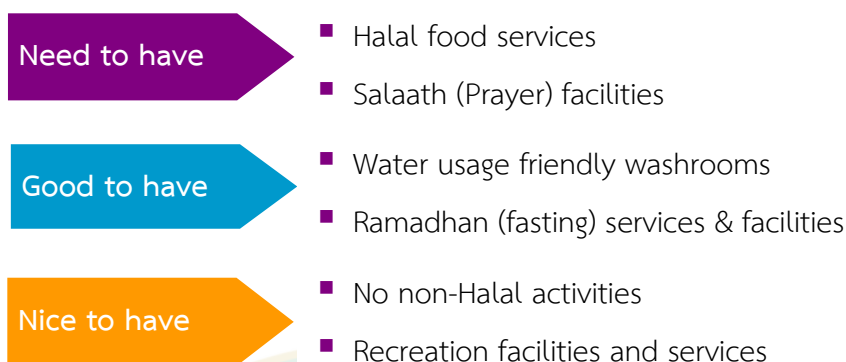 Need to have
▪ Halal food services
▪ Salaath (Prayer) facilities
Good to have
▪ Water usage friendly washrooms
▪ Ramadhan (fasting) services & facilities
Nice to have
▪ No non-Halal activities
▪ Recreation facilities and services